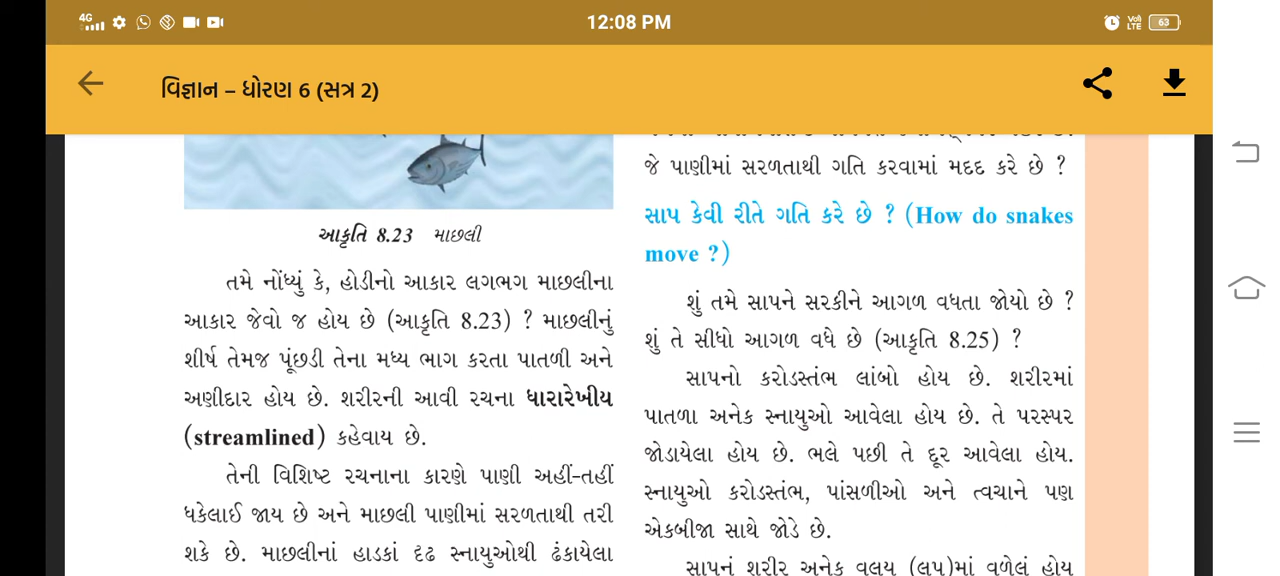 4G
12:08 PM
VoLTE
63
વિજ્ઞાન – ધોરણ 6 (સત્ર 2)
આકૃતિ 8.23 માછલી
તમે નોંધ્યું કે, હોડીનો આકાર લગભગ માછલીના
આકાર જેવો જ હોય છે (આકૃતિ 8.23) ? માછલીનું
શીર્ષ તેમજ પૂંછડી તેના મધ્ય ભાગ કરતા પાતળી અને
અણીદાર હોય છે. શરીરની આવી રચના ધારારેખીય
(streamlined) કહેવાય છે.
તેની વિશિષ્ટ રચનાના કારણે પાણી અહીં-તહીં
ધકેલાઈ જાય છે અને માછલી પાણીમાં સરળતાથી તરી
શકે છે. માછલીનાં હાડકાં દૃઢ સ્નાયુઓથી ઢંકાયેલા
જે પાણીમાં સરળતાથી ગતિ કરવામાં મદદ કરે છે ?
સાપ કેવી રીતે ગતિ કરે છે ? (How do snakes
move ?)
શું તમે સાપને સરકીને આગળ વધતા જોયો છે ?
શું તે સીધો આગળ વધે છે (આકૃતિ 8.25) ?
સાપનો કરોડસ્તંભ લાંબો હોય છે. શરીરમાં
પાતળા અનેક સ્નાયુઓ આવેલા હોય છે. તે પરસ્પર
જોડાયેલા હોય છે. ભલે પછી તે દૂર આવેલા હોય.
સ્નાયુઓ કરોડસ્તંભ, પાંસળીઓ અને ત્વચાને પણ
એકબીજા સાથે જોડે છે.
સાપનું શરીર અનેક વલય (લૂપ)માં વળેલું હોય